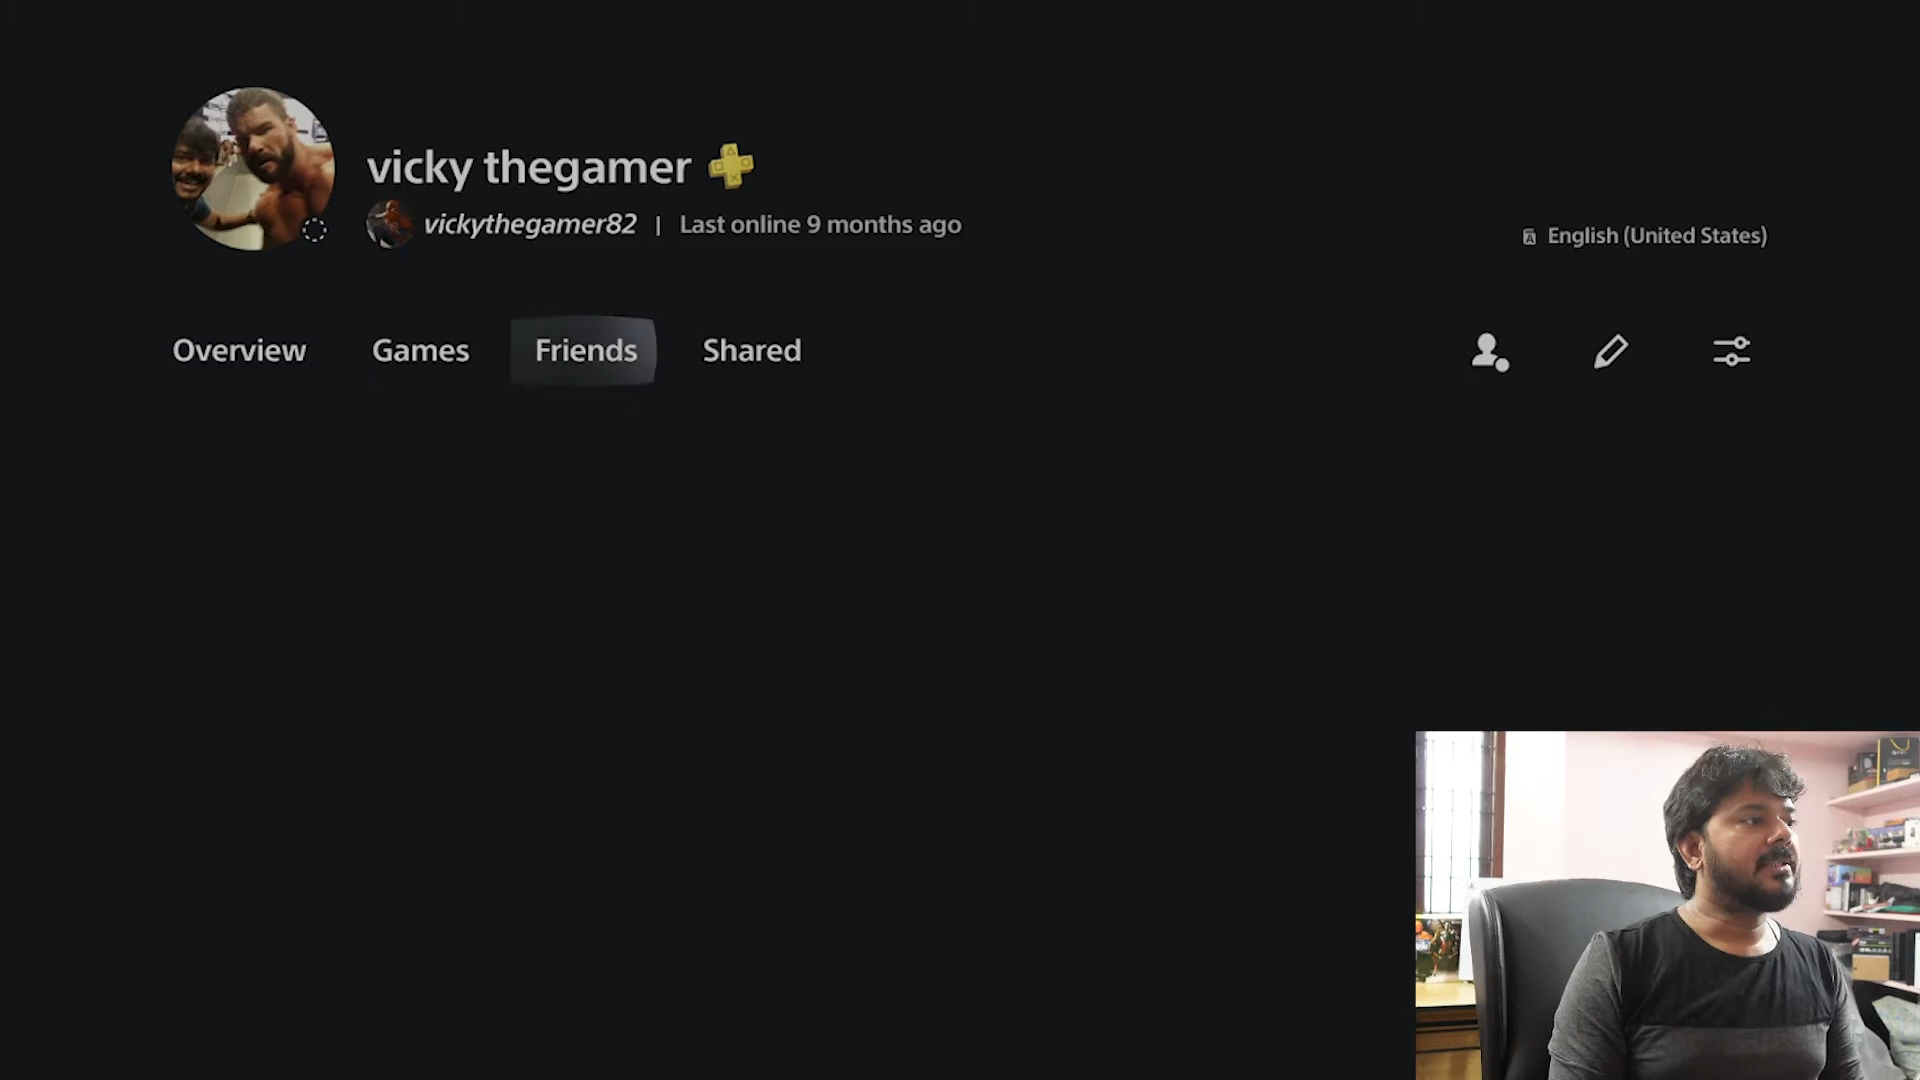 vicky thegamer
vickythegamer82 | Last online 9 months ago
English (United States)
Overview Games Friends Shared